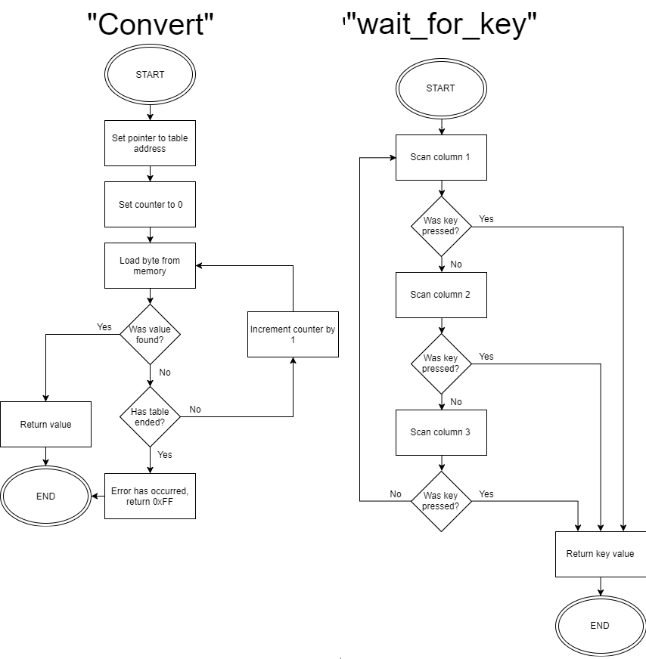 "Convert"
START
Set pointer to table
address
Set counter to 0
Load byte from
memory
Was value
found?
Yes
No
Increment counter by
1
Has table
ended?
No
Yes
Return value
Error has occurred,
return 0xFF
END
"wait_for_key"
START
Scan column 1
Was key
pressed?
Yes
No
Scan column 2
Was key
pressed?
Yes
No
Scan column 3
Was key
pressed?
No
Yes
Return key value
END